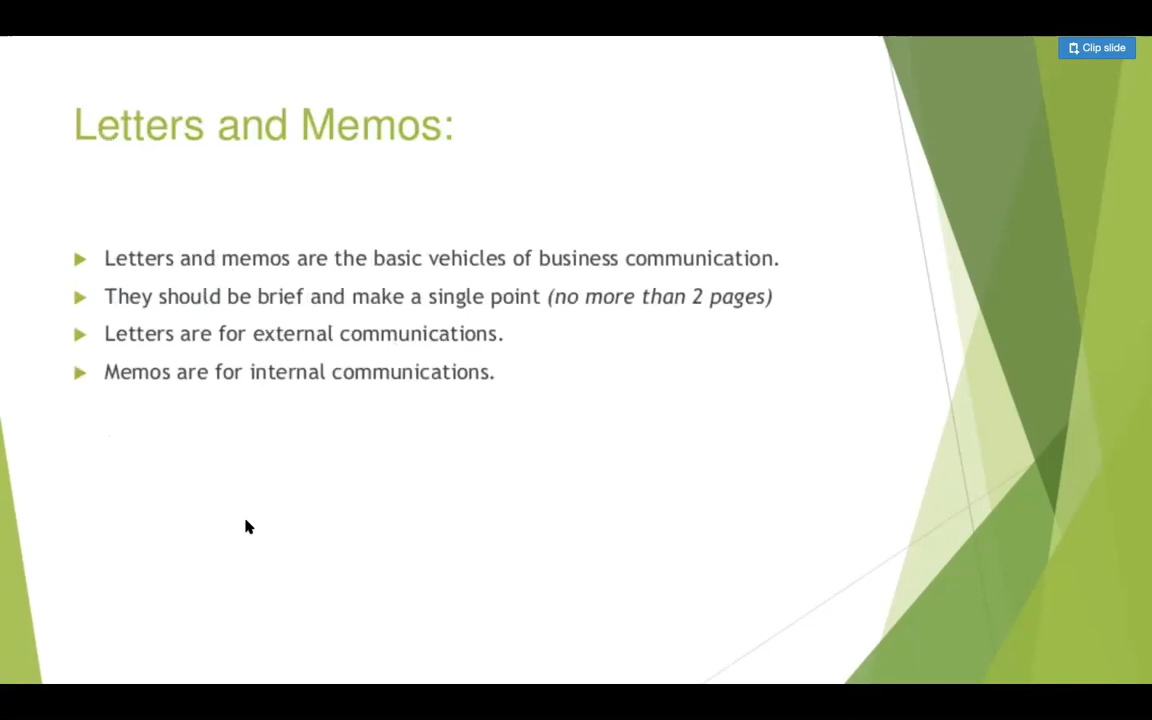 Clip slide
Letters and Memos:
Letters and memos are the basic vehicles of business communication.
They should be brief and make a single point (no more than 2 pages)
Letters are for external communications.
Memos are for internal communications.